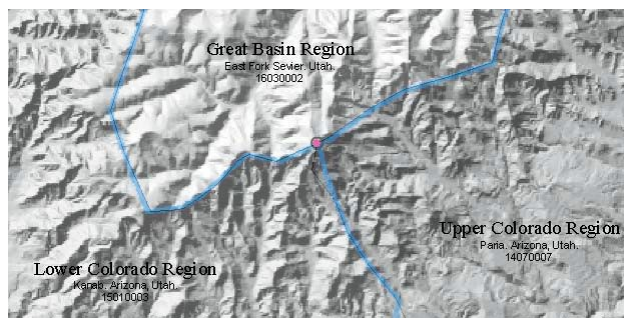 Great Basin Region
East Fork Sevier. Utah.
16030002
Upper Colorado Region
Paria. Arizona, Utah.
14070007
Lower Colorado Region
Kanab. Arizona, Utah.
15010003